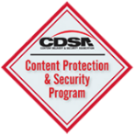 CDSA
Content Protection
& Security
Program